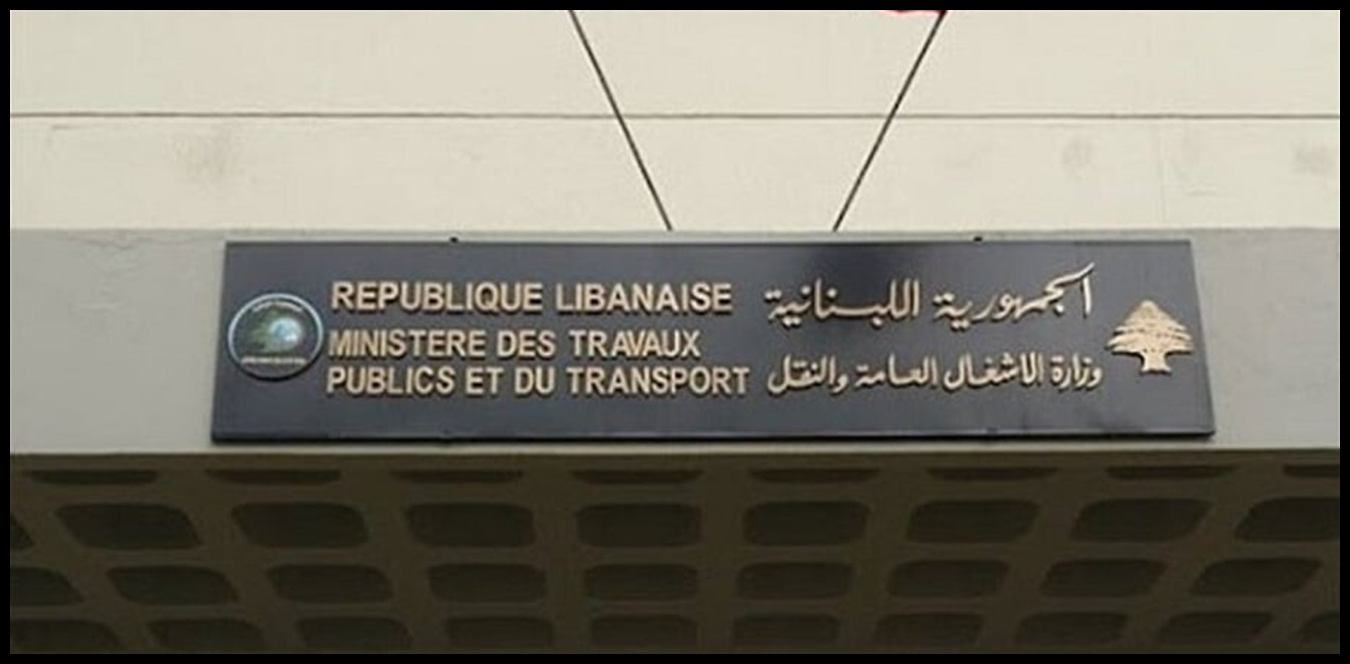 REPUBLIQUE LIBANAISE
MINISTERE DES TRAVAUX
PUBLICS ET DU TRANSPORT
الجمهورية اللبنانية
وزارة الاشغال العامة والنقل